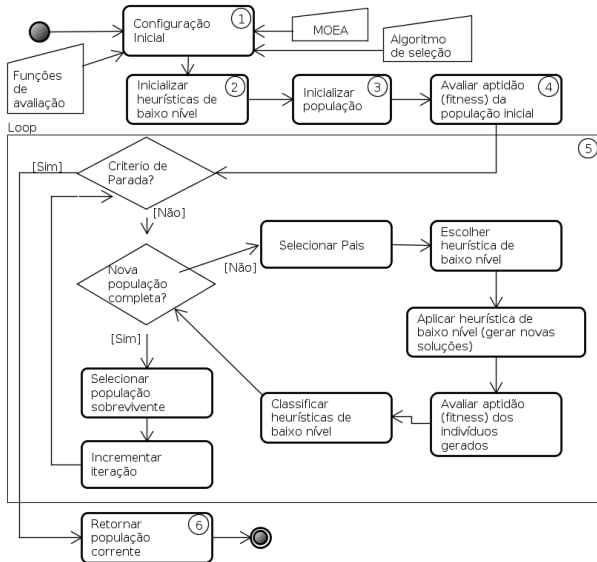 Configuração
Inicial
1
MOEA
Algoritmo
de seleção
Funções
de
avaliação
Inicializar
heurísticas de
baixo nível
2
Inicializar
população
3
Avaliar aptidão
(fitness) da
população inicial
4
Loop
5
[Sim]
Criterio de
Parada?
[Não]
Nova
população
completa?
[Não]
Selecionar Pais
Escolher
heurística de
baixo nível
Aplicar heurística de
baixo nível (gerar novas
soluções)
Avaliar aptidão
(fitness) dos
indivíduos
gerados
Classificar
heurísticas de
baixo nível
[Sim]
Selecionar
população
sobrevivente
Incrementar
iteração
Retornar
população
corrente
6